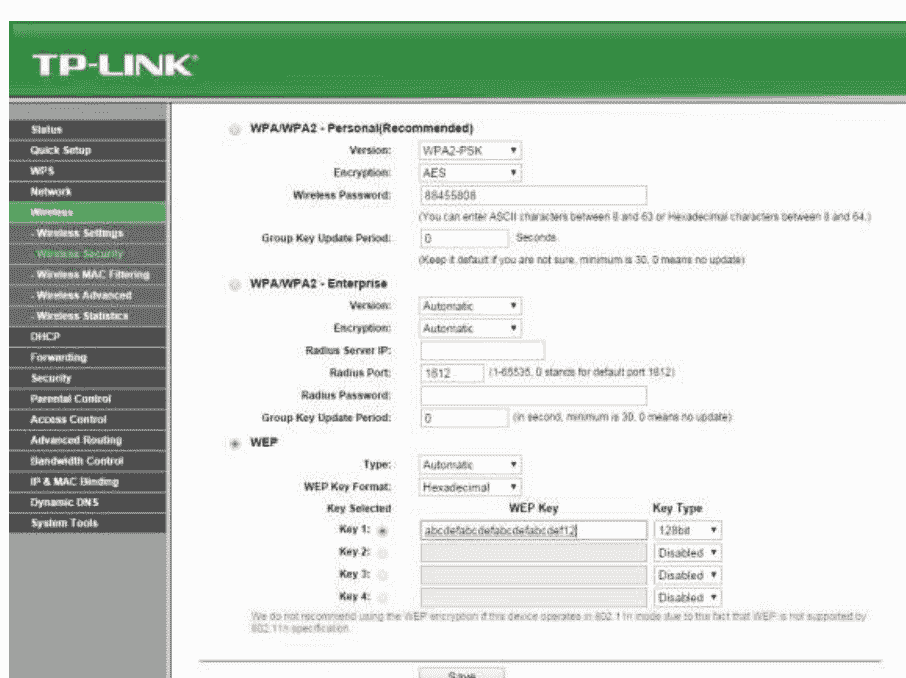 TP-LINK
Status
Quick Setup
WPS
Network
Wireless
- Wireless Settings
- Wireless Security
- Wireless MAC Filtering
- Wireless Advanced
- Wireless Statistics
DHCP
Forwarding
Security
Parental Control
Access Control
Advanced Routing
Bandwidth Control
IP & MAC Binding
Dynamic DNS
System Tools
WPA/WPA2 - Personal(Recommended)
Version: WPA2-PSK
Encryption: AES
Wireless Password: 88455808
(You can enter ASCII characters between 8 and 63 or Hexadecimal characters between 8 and 64.)
Group Key Update Period: 0 Seconds
(Keep it default if you are not sure, minimum is 30, 0 means no update)
WPA/WPA2 - Enterprise
Version: Automatic
Encryption: Automatic
Radius Server IP:
Radius Port: 1812 (1-65535, 0 stands for default port 1812)
Radius Password:
Group Key Update Period: 0 (in second, minimum is 30, 0 means no update)
WEP
Type: Automatic
WEP Key Format: Hexadecimal
Key Selected WEP Key Key Type
Key 1: abcdefabcdefabcdefabcdef12 128bit
Key 2: Disabled
Key 3: Disabled
Key 4: Disabled
We do not recommend using the WEP encryption if this device operates in 802.11n mode due to the fact that WEP is not supported by
802.11n specification.
Save